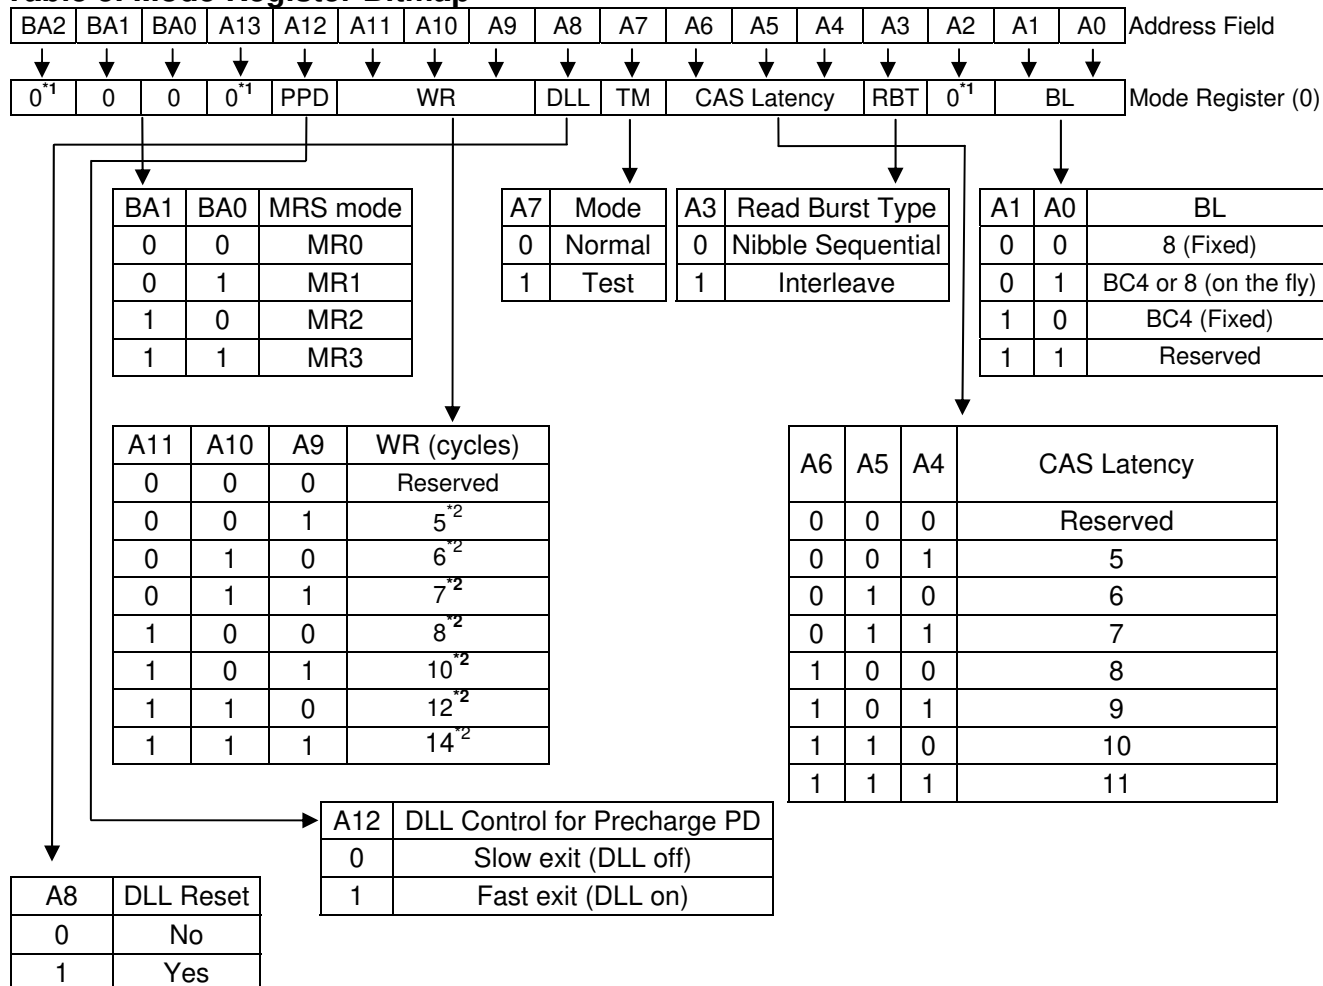 Table 5. Mode Register Bitmap
BA2 BA1 BA0 A13 A12 A11 A10 A9 A8 A7 A6 A5 A4 A3 A2 A1 A0 Address Field
0*1 0 0 0*1 PPD WR DLL TM CAS Latency RBT 0*1 BL Mode Register (0)
BA1 BA0 MRS mode
0 0 MR0
0 1 MR1
1 0 MR2
1 1 MR3
A7 Mode
0 Normal
1 Test
A3 Read Burst Type
0 Nibble Sequential
1 Interleave
A1 A0 BL
0 0 8 (Fixed)
0 1 BC4 or 8 (on the fly)
1 0 BC4 (Fixed)
1 1 Reserved
A11 A10 A9 WR (cycles)
0 0 0 Reserved
0 0 1 5*2
0 1 0 6*2
0 1 1 7*2
1 0 0 8*2
1 0 1 10*2
1 1 0 12*2
1 1 1 14*2
A6 A5 A4 CAS Latency
0 0 0 Reserved
0 0 1 5
0 1 0 6
0 1 1 7
1 0 0 8
1 0 1 9
1 1 0 10
1 1 1 11
A12 DLL Control for Precharge PD
0 Slow exit (DLL off)
1 Fast exit (DLL on)
A8 DLL Reset
0 No
1 Yes